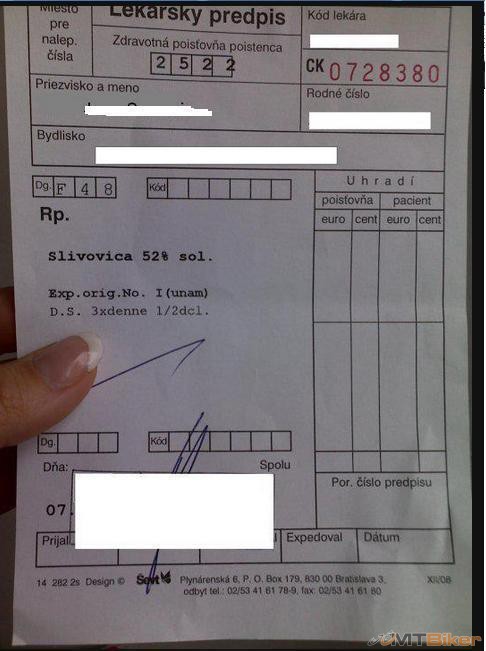 Miesto
pre
nalep.
čísla
Lekársky predpis
Zdravotná poisťovňa poistenca
2 5 2 2
Kód lekára
CK 0728380
Priezvisko a meno
Rodné číslo
Bydlisko
Dg. F 4 8
Kód
Uhradí
poisťovňa pacient
euro cent euro cent
Rp.
Slivovica 52% sol.
Exp.orig.No. I(unam)
D.S. 3xdenne 1/2dcl.
Dg.
Kód
Dňa:
Spolu
07.
Por. číslo predpisu
Prijal
Expedoval
Dátum
14 282 2s Design © Ševt Plynárenská 6, P. O. Box 179, 830 00 Bratislava 3, XII/08
odbyt tel.: 02/53 41 61 78-9, fax: 02/53 41 61 80
MTBiker